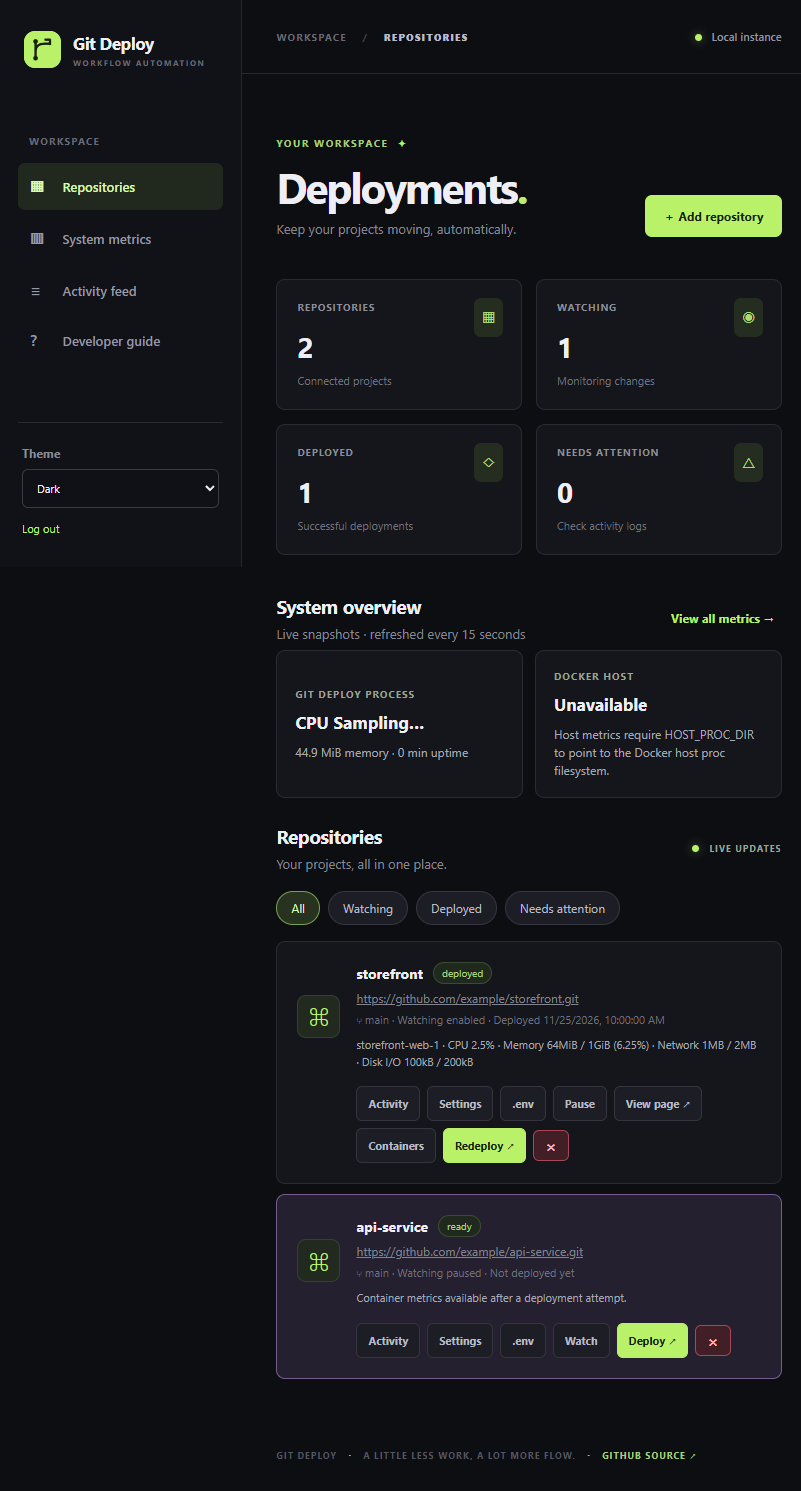 Git Deploy
WORKFLOW AUTOMATION
WORKSPACE
Repositories
System metrics
Activity feed
? Developer guide
Theme
Dark
Log out
WORKSPACE / REPOSITORIES
Local instance
YOUR WORKSPACE ✦
Deployments.
Keep your projects moving, automatically.
+ Add repository
REPOSITORIES
2
Connected projects
WATCHING
1
Monitoring changes
DEPLOYED
1
Successful deployments
NEEDS ATTENTION
0
Check activity logs
System overview
Live snapshots · refreshed every 15 seconds
View all metrics →
GIT DEPLOY PROCESS
CPU Sampling...
44.9 MiB memory · 0 min uptime
DOCKER HOST
Unavailable
Host metrics require HOST_PROC_DIR
to point to the Docker host proc
filesystem.
Repositories
Your projects, all in one place.
LIVE UPDATES
All
Watching
Deployed
Needs attention
storefront deployed
https://github.com/example/storefront.git
⑂ main · Watching enabled · Deployed 11/25/2026, 10:00:00 AM
storefront-web-1 · CPU 2.5% · Memory 64MiB / 1GiB (6.25%) · Network 1MB / 2MB
· Disk I/O 100kB / 200kB
Activity
Settings
.env
Pause
View page ↗
Containers
Redeploy ↗
×
api-service ready
https://github.com/example/api-service.git
⑂ main · Watching paused · Not deployed yet
Container metrics available after a deployment attempt.
Activity
Settings
.env
Watch
Deploy ↗
×
GIT DEPLOY · A LITTLE LESS WORK, A LOT MORE FLOW. · GITHUB SOURCE ↗